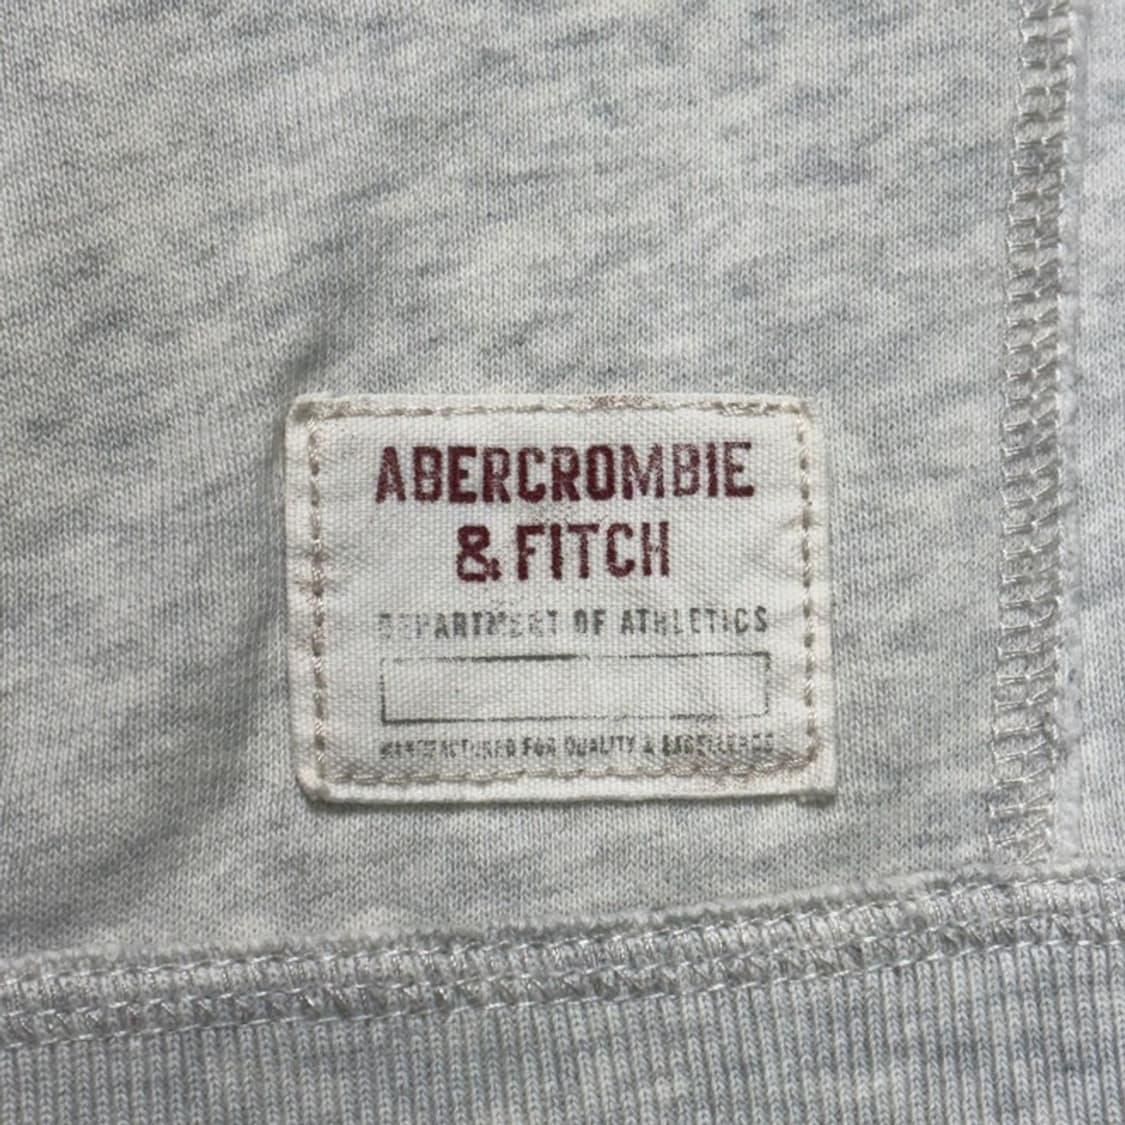 ABERCROMBIE
& FITCH
DEPARTMENT OF ATHLETICS
MANUFACTURED FOR QUALITY & EXCELLENCE